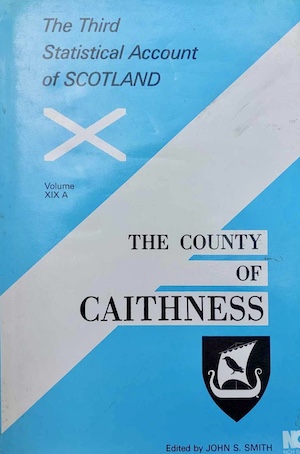 The Third
Statistical Account
of SCOTLAND
Volume
XIX A
THE COUNTY
OF
CAITHNESS
Edited by JOHN S. SMITH